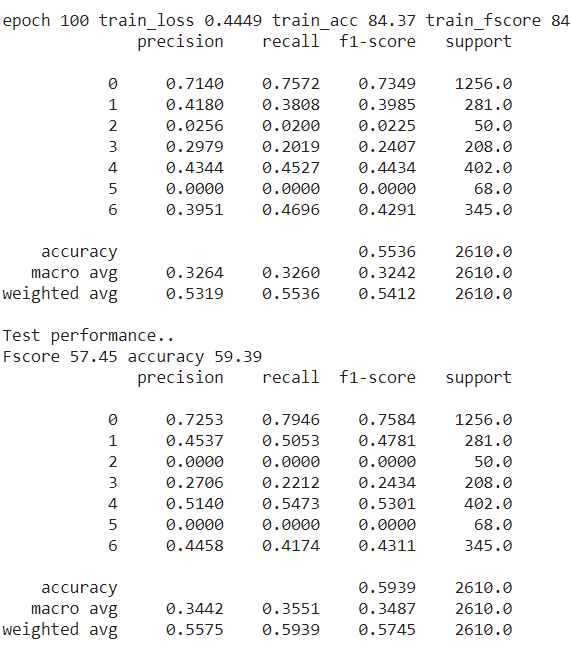 epoch 100 train_loss 0.4449 train_acc 84.37 train_fscore 84
precision recall f1-score support
0 0.7140 0.7572 0.7349 1256.0
1 0.4180 0.3808 0.3985 281.0
2 0.0256 0.0200 0.0225 50.0
3 0.2979 0.2019 0.2407 208.0
4 0.4344 0.4527 0.4434 402.0
5 0.0000 0.0000 0.0000 68.0
6 0.3951 0.4696 0.4291 345.0
accuracy 0.5536 2610.0
macro avg 0.3264 0.3260 0.3242 2610.0
weighted avg 0.5319 0.5536 0.5412 2610.0
Test performance..
Fscore 57.45 accuracy 59.39
precision recall f1-score support
0 0.7253 0.7946 0.7584 1256.0
1 0.4537 0.5053 0.4781 281.0
2 0.0000 0.0000 0.0000 50.0
3 0.2706 0.2212 0.2434 208.0
4 0.5140 0.5473 0.5301 402.0
5 0.0000 0.0000 0.0000 68.0
6 0.4458 0.4174 0.4311 345.0
accuracy 0.5939 2610.0
macro avg 0.3442 0.3551 0.3487 2610.0
weighted avg 0.5575 0.5939 0.5745 2610.0